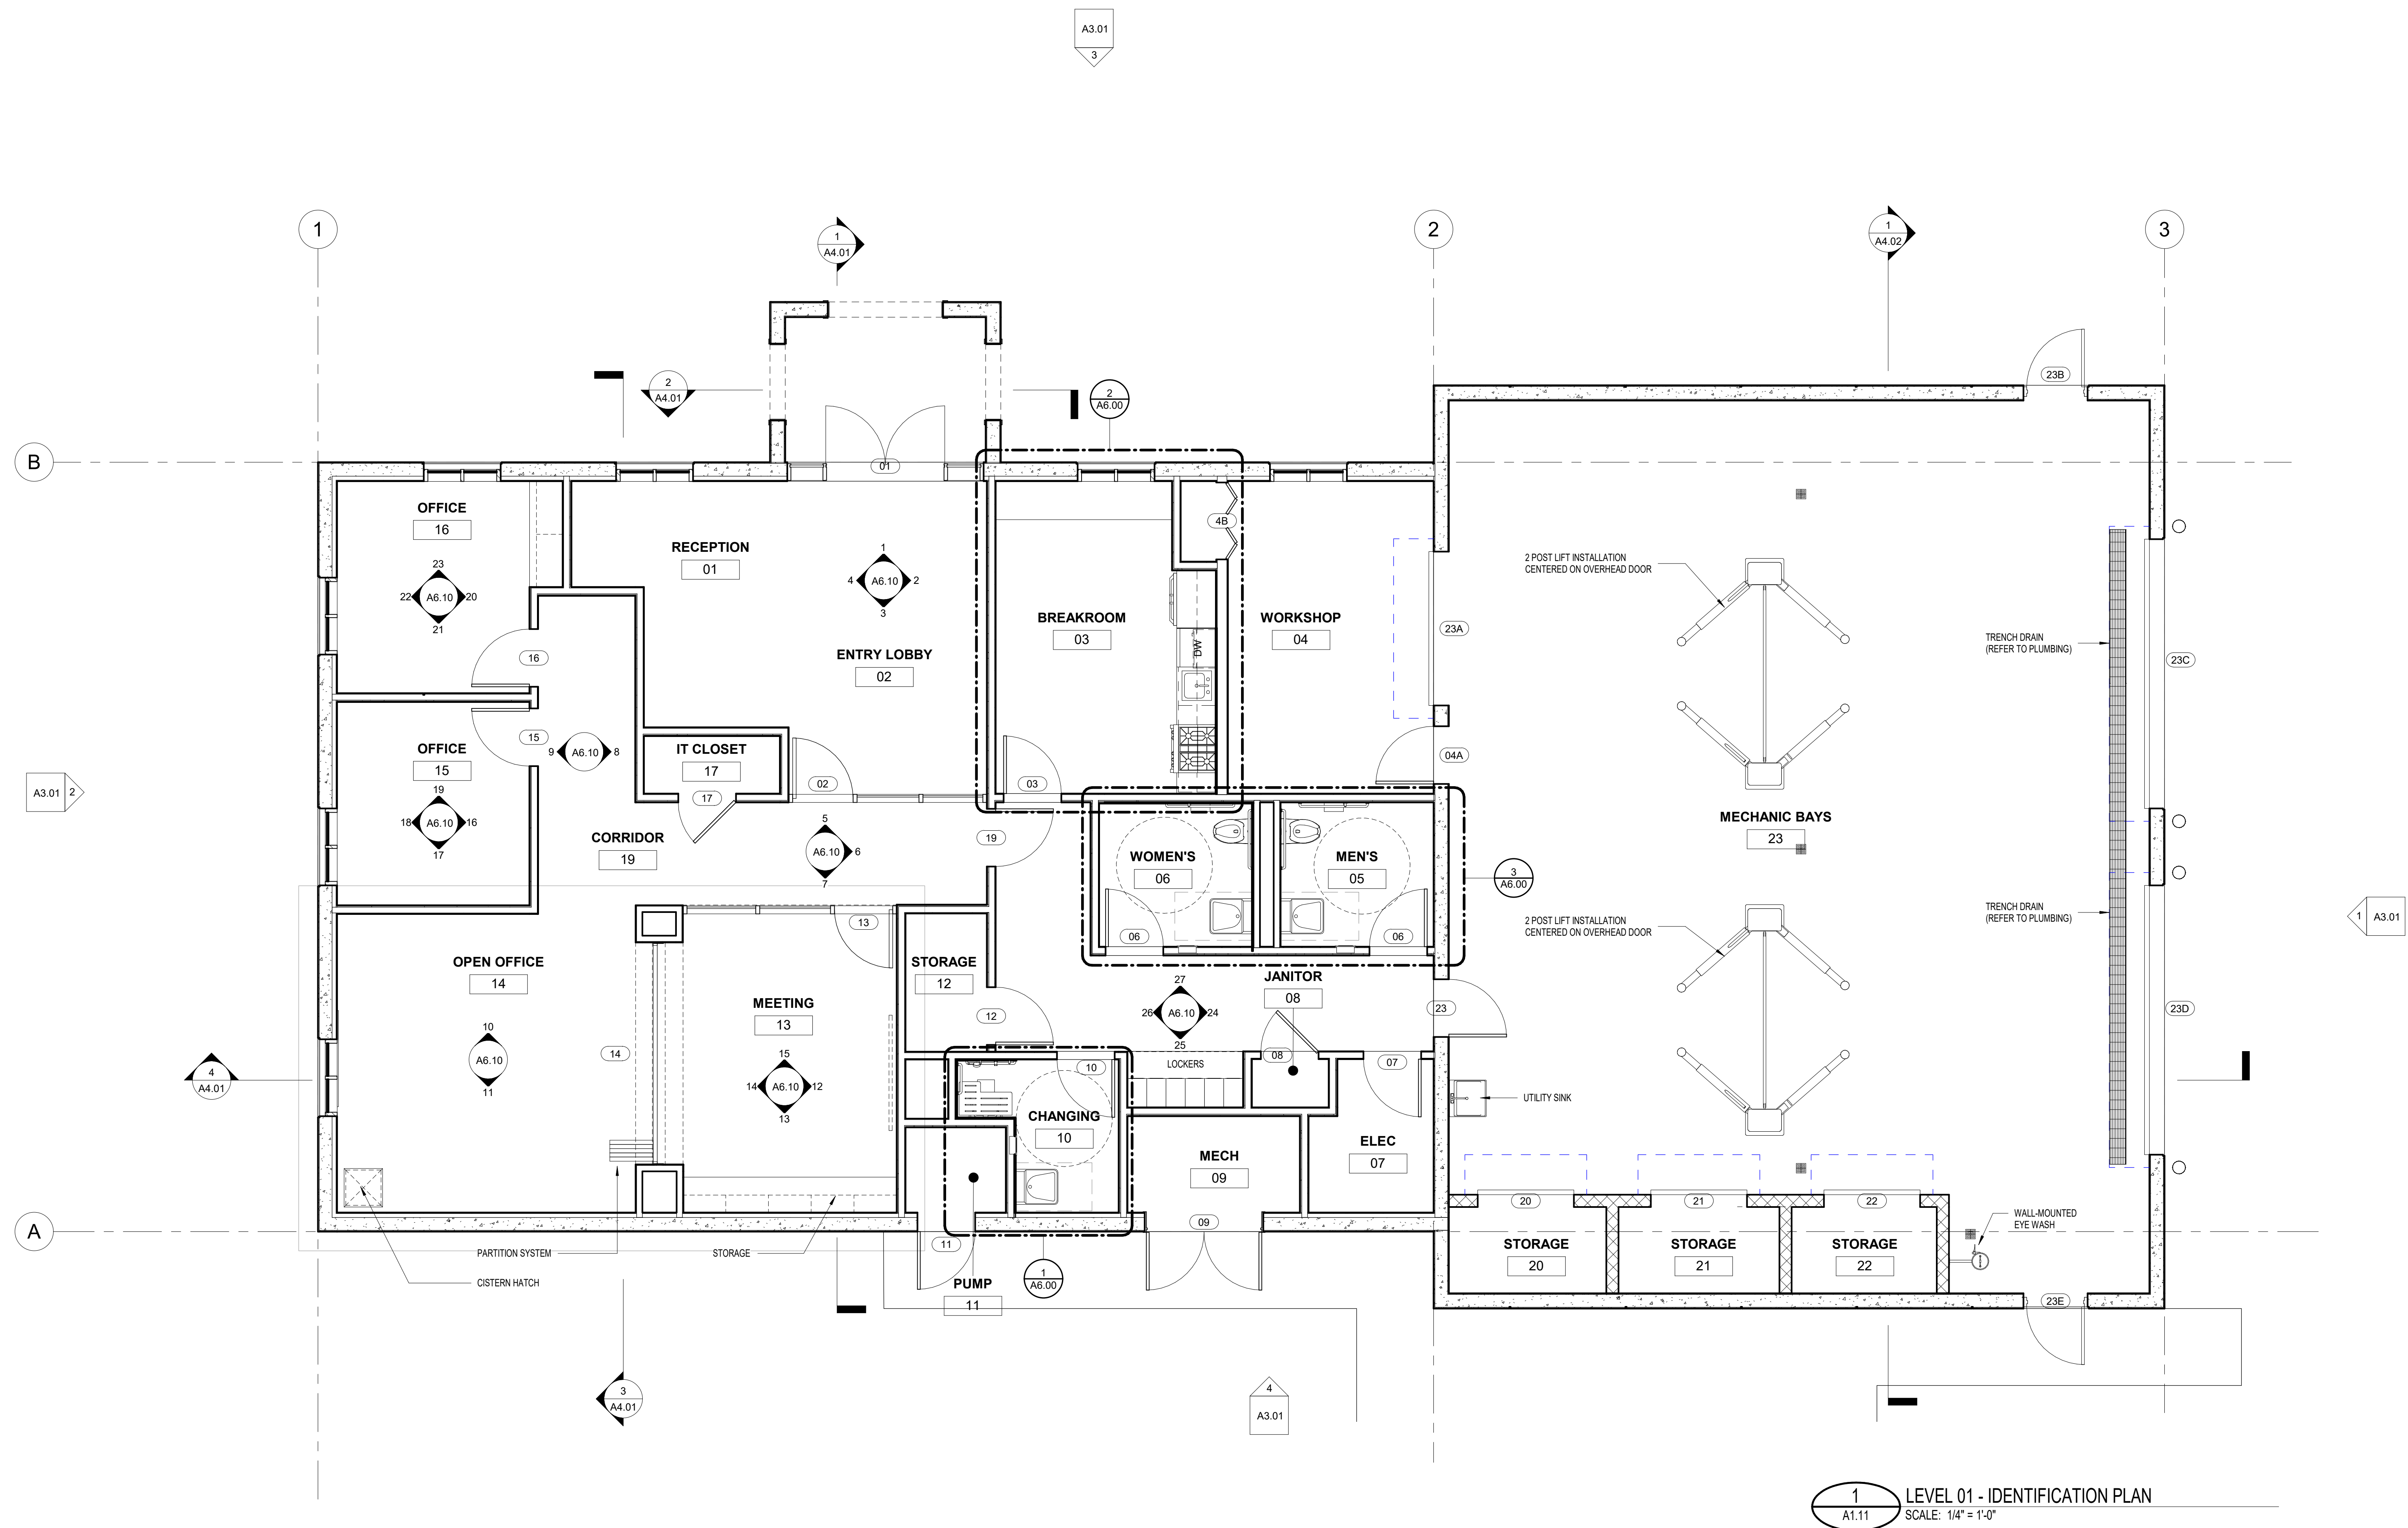 A3.01
3
1
2
3
1
A4.01
1
A4.02
2
A4.01
2
A6.00
23B
B
01
OFFICE
16
23
22 A6.10 20
21
RECEPTION
01
1
4 A6.10 2
3
4B
2 POST LIFT INSTALLATION
CENTERED ON OVERHEAD DOOR
BREAKROOM
03
WORKSHOP
04
23A
TRENCH DRAIN
(REFER TO PLUMBING)
23C
ENTRY LOBBY
02
DW
16
15
OFFICE
15
9 A6.10 8
IT CLOSET
17
02
03
04A
17
A3.01 2
19
18 A6.10 16
17
CORRIDOR
19
5
A6.10 6
7
19
WOMEN'S
06
MEN'S
05
MECHANIC BAYS
23
3
A6.00
13
06
06
2 POST LIFT INSTALLATION
CENTERED ON OVERHEAD DOOR
TRENCH DRAIN
(REFER TO PLUMBING)
1 A3.01
OPEN OFFICE
14
STORAGE
12
JANITOR
08
MEETING
13
27
26 A6.10 24
25
12
23
23D
10
A6.10
11
14
15
14 A6.10 12
13
10
LOCKERS
08
07
4
A4.01
UTILITY SINK
CHANGING
10
ELEC
07
MECH
09
20
21
22
WALL-MOUNTED
EYE WASH
A
09
11
PARTITION SYSTEM
STORAGE
CISTERN HATCH
PUMP
11
1
A6.00
STORAGE
20
STORAGE
21
STORAGE
22
23E
3
A4.01
4
A3.01
1
A1.11
LEVEL 01 - IDENTIFICATION PLAN
SCALE: 1/4" = 1'-0"